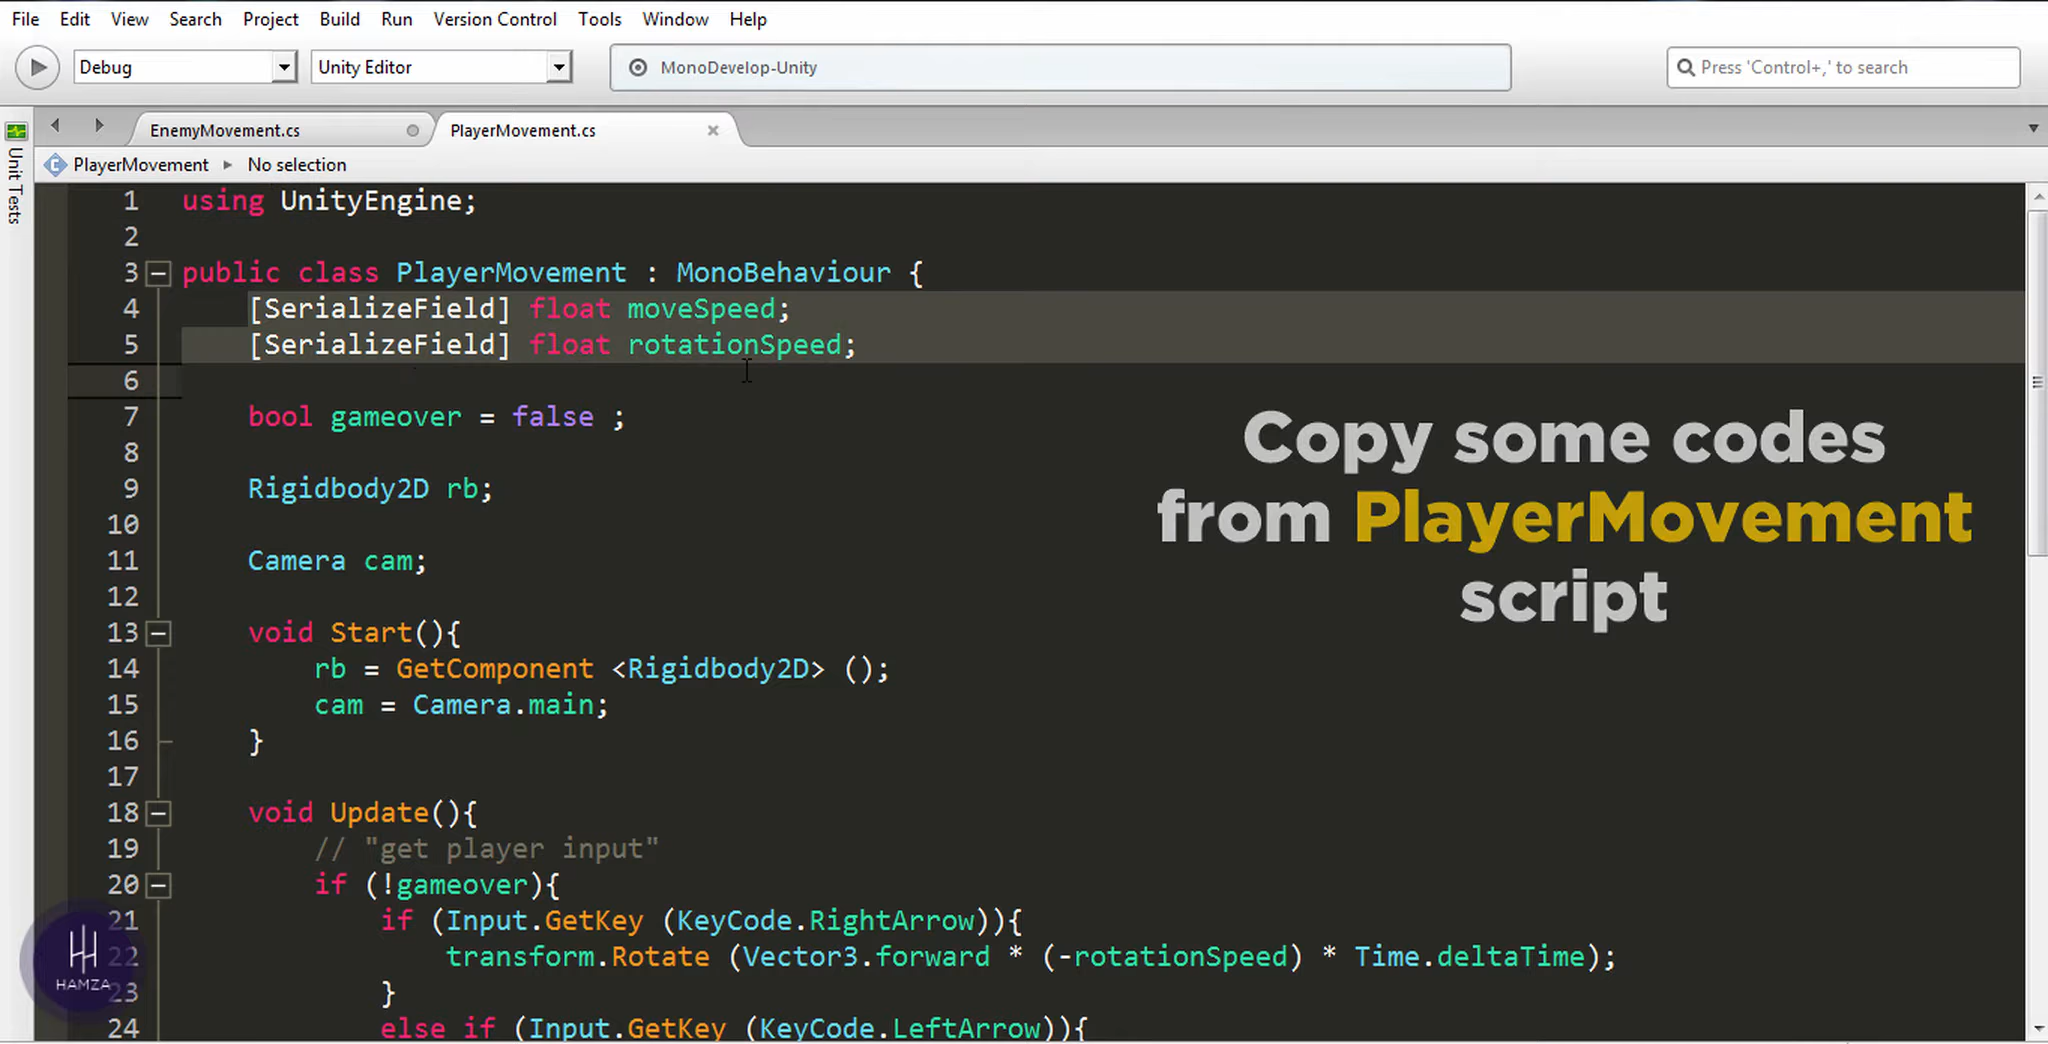 File Edit View Search Project Build Run Version Control Tools Window Help
Debug Unity Editor MonoDevelop-Unity Press 'Control+,' to search
EnemyMovement.cs PlayerMovement.cs
PlayerMovement No selection
Unit Tests
1 using UnityEngine;
2
3 public class PlayerMovement : MonoBehaviour {
4 [SerializeField] float moveSpeed;
5 [SerializeField] float rotationSpeed;
6
7 bool gameover = false ;
8
9 Rigidbody2D rb;
10
11 Camera cam;
12
13 void Start(){
14 rb = GetComponent <Rigidbody2D> ();
15 cam = Camera.main;
16 }
17
18 void Update(){
19 // "get player input"
20 if (!gameover){
21 if (Input.GetKey (KeyCode.RightArrow)){
22 transform.Rotate (Vector3.forward * (-rotationSpeed) * Time.deltaTime);
23 }
24 else if (Input.GetKey (KeyCode.LeftArrow)){
Copy some codes
from PlayerMovement
script
HAMZA